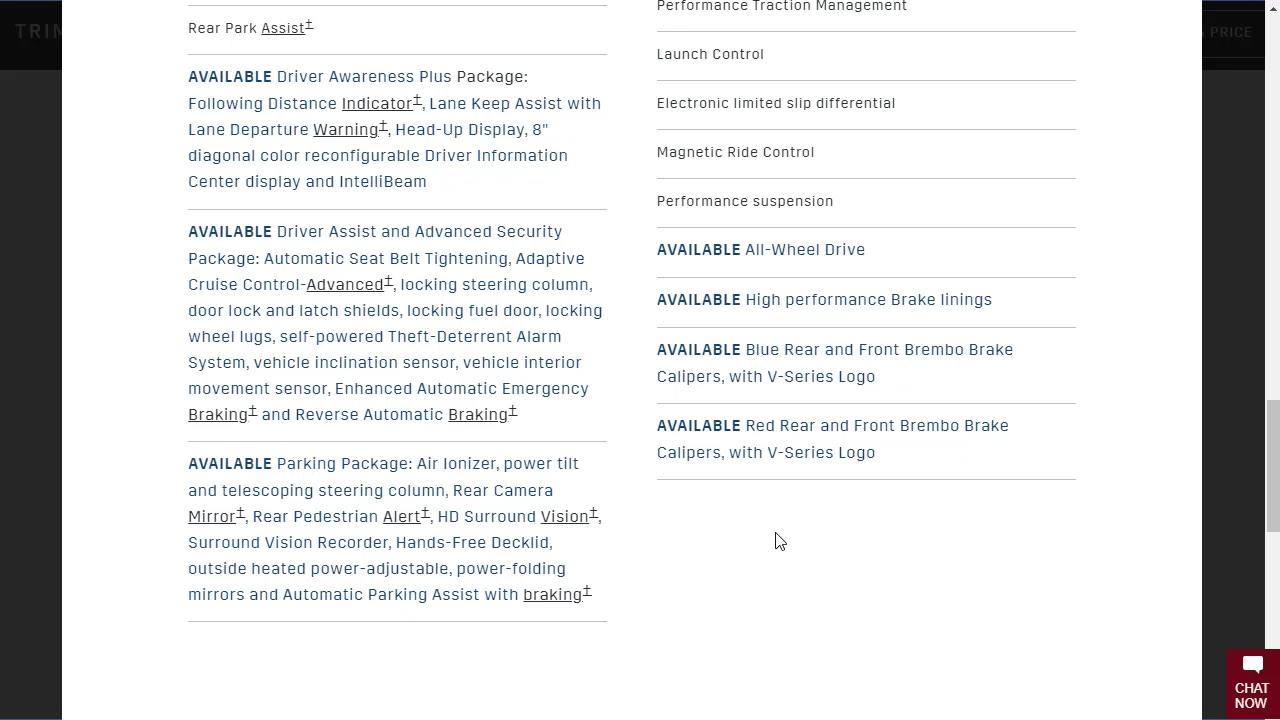 TRIM
PRICE
Rear Park Assist‡
AVAILABLE Driver Awareness Plus Package:
Following Distance Indicator‡, Lane Keep Assist with
Lane Departure Warning‡, Head-Up Display, 8"
diagonal color reconfigurable Driver Information
Center display and IntelliBeam
AVAILABLE Driver Assist and Advanced Security
Package: Automatic Seat Belt Tightening, Adaptive
Cruise Control-Advanced‡, locking steering column,
door lock and latch shields, locking fuel door, locking
wheel lugs, self-powered Theft-Deterrent Alarm
System, vehicle inclination sensor, vehicle interior
movement sensor, Enhanced Automatic Emergency
Braking‡ and Reverse Automatic Braking‡
AVAILABLE Parking Package: Air Ionizer, power tilt
and telescoping steering column, Rear Camera
Mirror‡, Rear Pedestrian Alert‡, HD Surround Vision‡,
Surround Vision Recorder, Hands-Free Decklid,
outside heated power-adjustable, power-folding
mirrors and Automatic Parking Assist with braking‡
Performance Traction Management
Launch Control
Electronic limited slip differential
Magnetic Ride Control
Performance suspension
AVAILABLE All-Wheel Drive
AVAILABLE High performance Brake linings
AVAILABLE Blue Rear and Front Brembo Brake
Calipers, with V-Series Logo
AVAILABLE Red Rear and Front Brembo Brake
Calipers, with V-Series Logo
CHAT
NOW